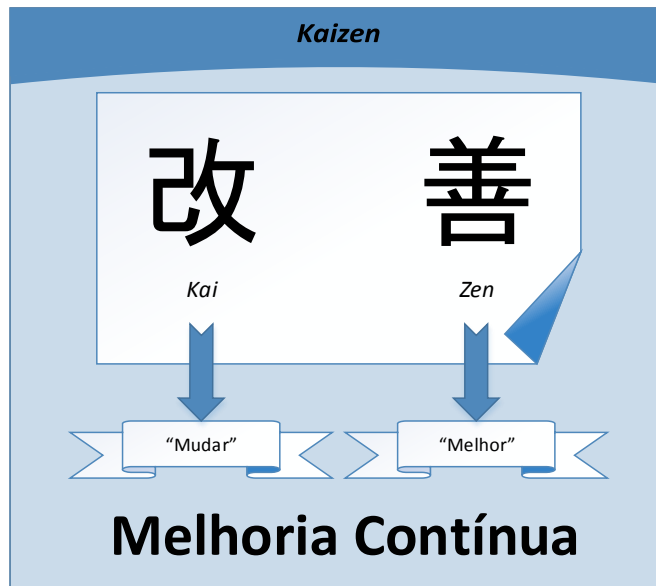 Kaizen
改 善
Kai Zen
“Mudar” “Melhor”
Melhoria Contínua